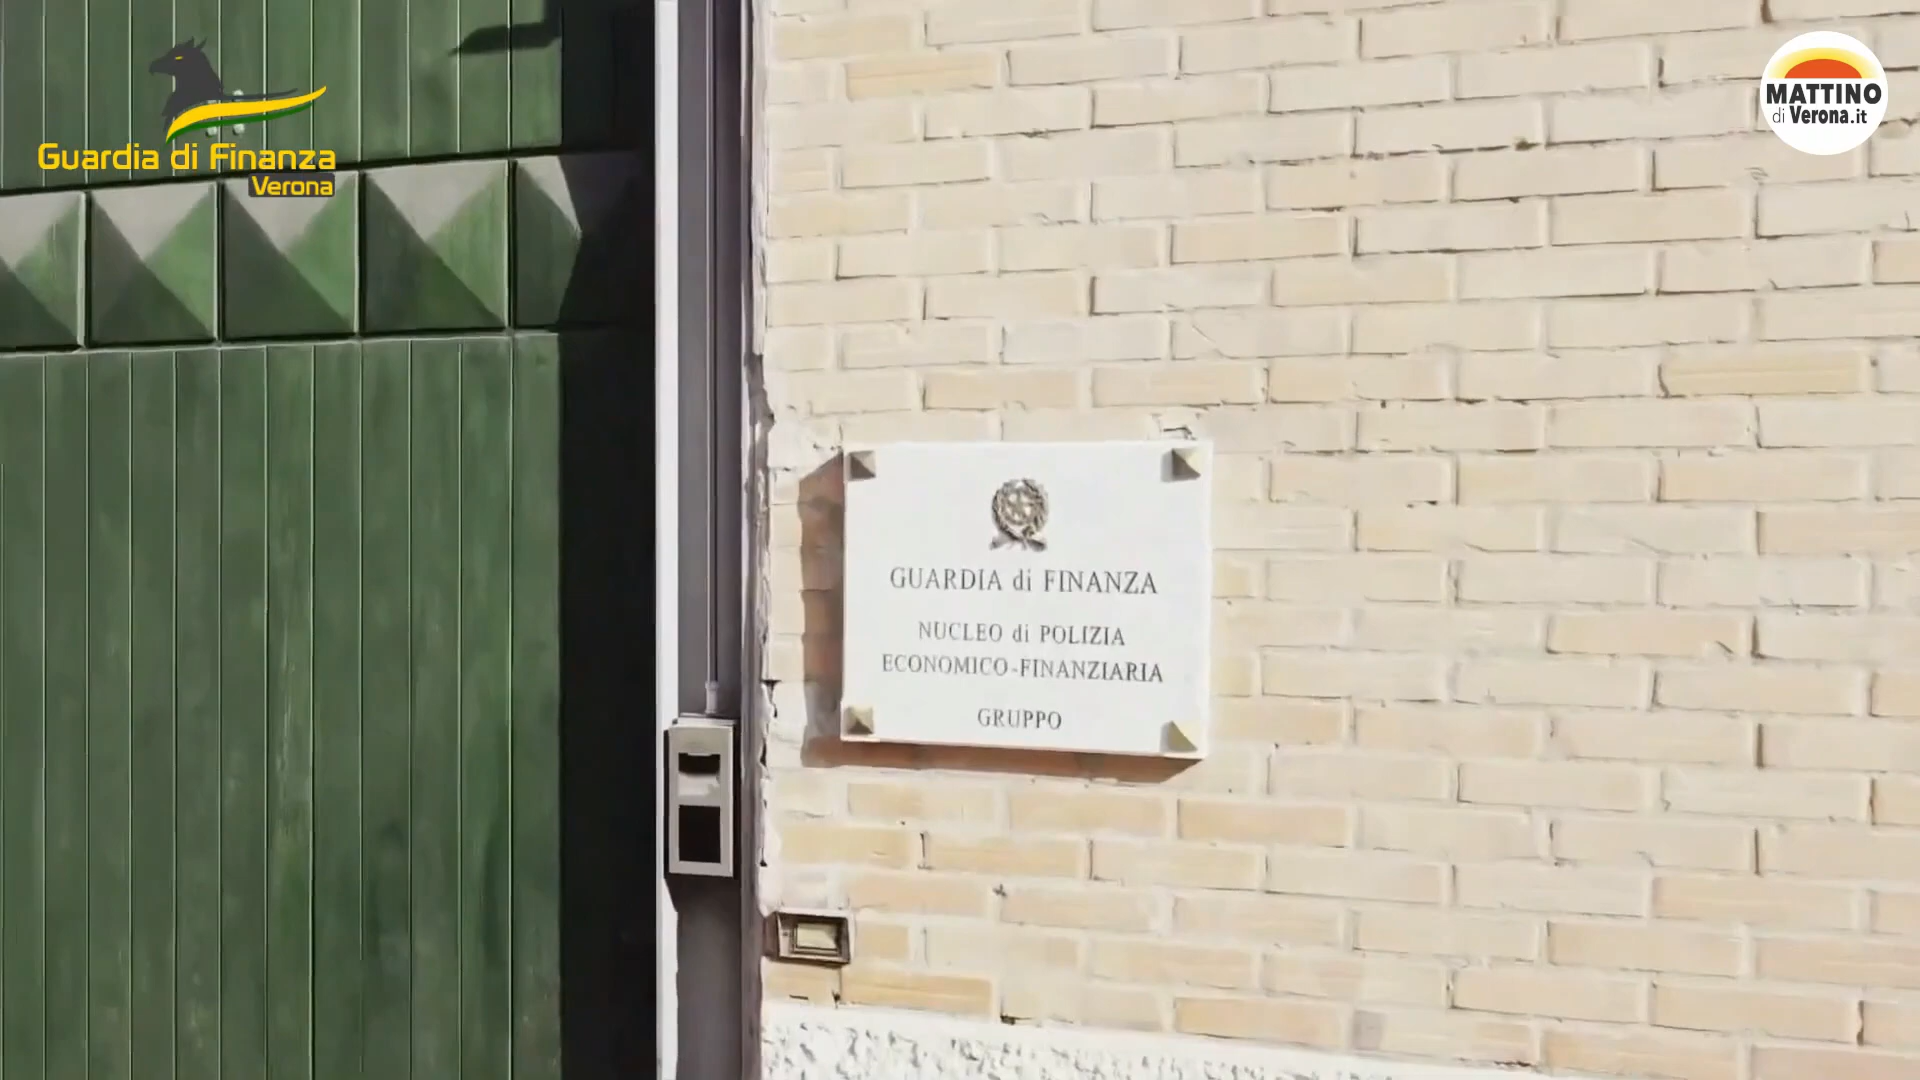 Guardia di Finanza
Verona
MATTINO
di Verona.it
GUARDIA di FINANZA
NUCLEO di POLIZIA
ECONOMICO-FINANZIARIA
GRUPPO